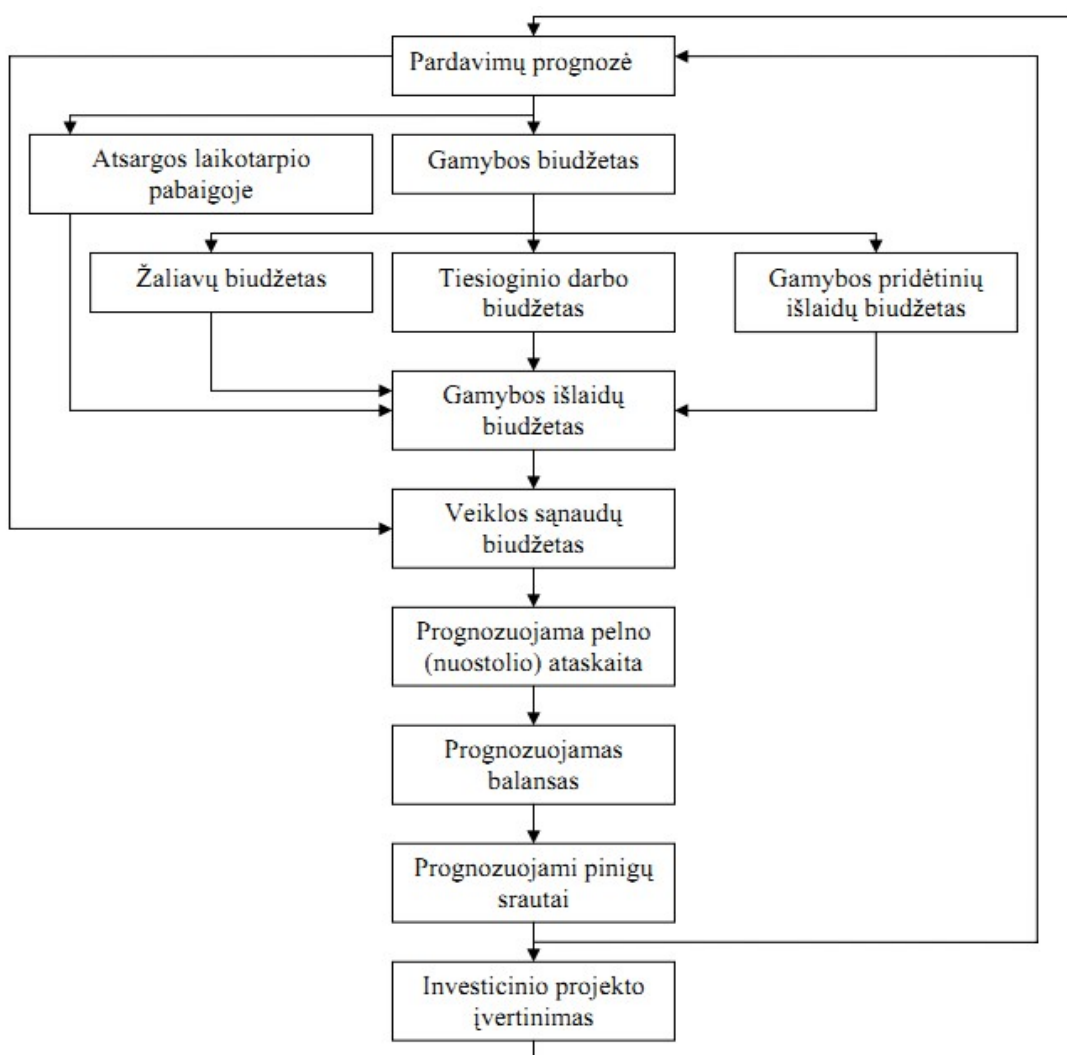 Pardavimų prognozė
Atsargos laikotarpio
pabaigoje
Gamybos biudžetas
Žaliavų biudžetas
Tiesioginio darbo
biudžetas
Gamybos pridėtinių
išlaidų biudžetas
Gamybos išlaidų
biudžetas
Veiklos sąnaudų
biudžetas
Prognozuojama pelno
(nuostolio) ataskaita
Prognozuojamas
balansas
Prognozuojami pinigų
srautai
Investicinio projekto
įvertinimas